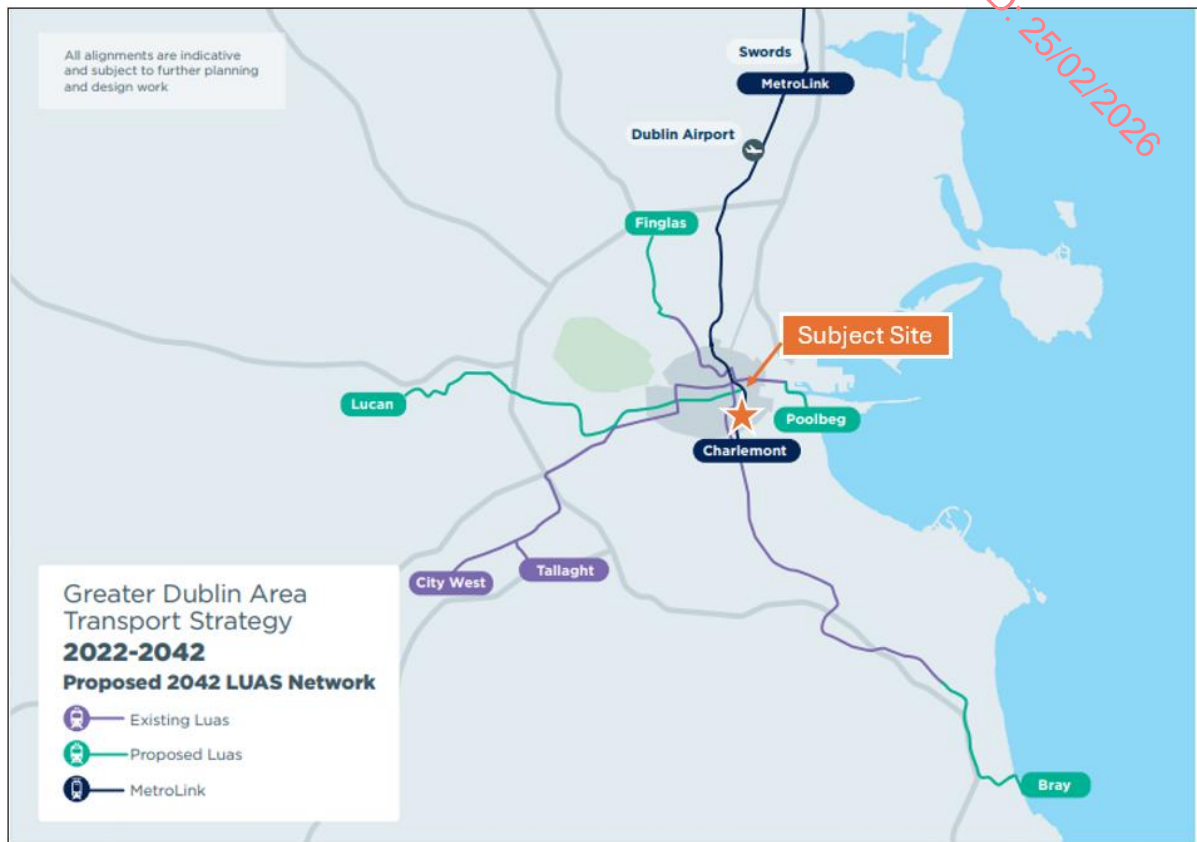 All alignments are indicative
and subject to further planning
and design work
: 25/02/2026
Swords
MetroLink
Dublin Airport
Finglas
Subject Site
Lucan
Poolbeg
Charlemont
City West
Tallaght
Bray
Greater Dublin Area
Transport Strategy
2022-2042
Proposed 2042 LUAS Network
Existing Luas
Proposed Luas
MetroLink